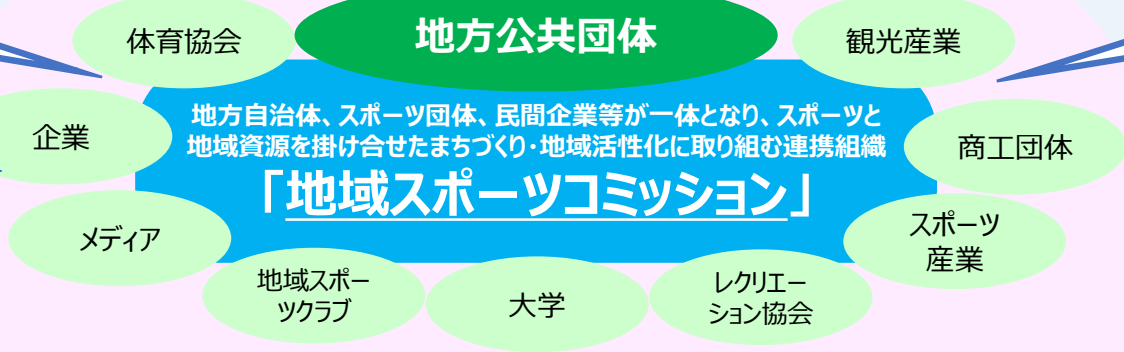 体育協会
地方公共団体
観光産業
企業
地方自治体、スポーツ団体、民間企業等が一体となり、スポーツと
地域資源を掛け合せたまちづくり・地域活性化に取り組む連携組織
「地域スポーツコミッション」
商工団体
メディア
スポーツ
産業
地域スポー
ツクラブ
大学
レクリエー
ション協会